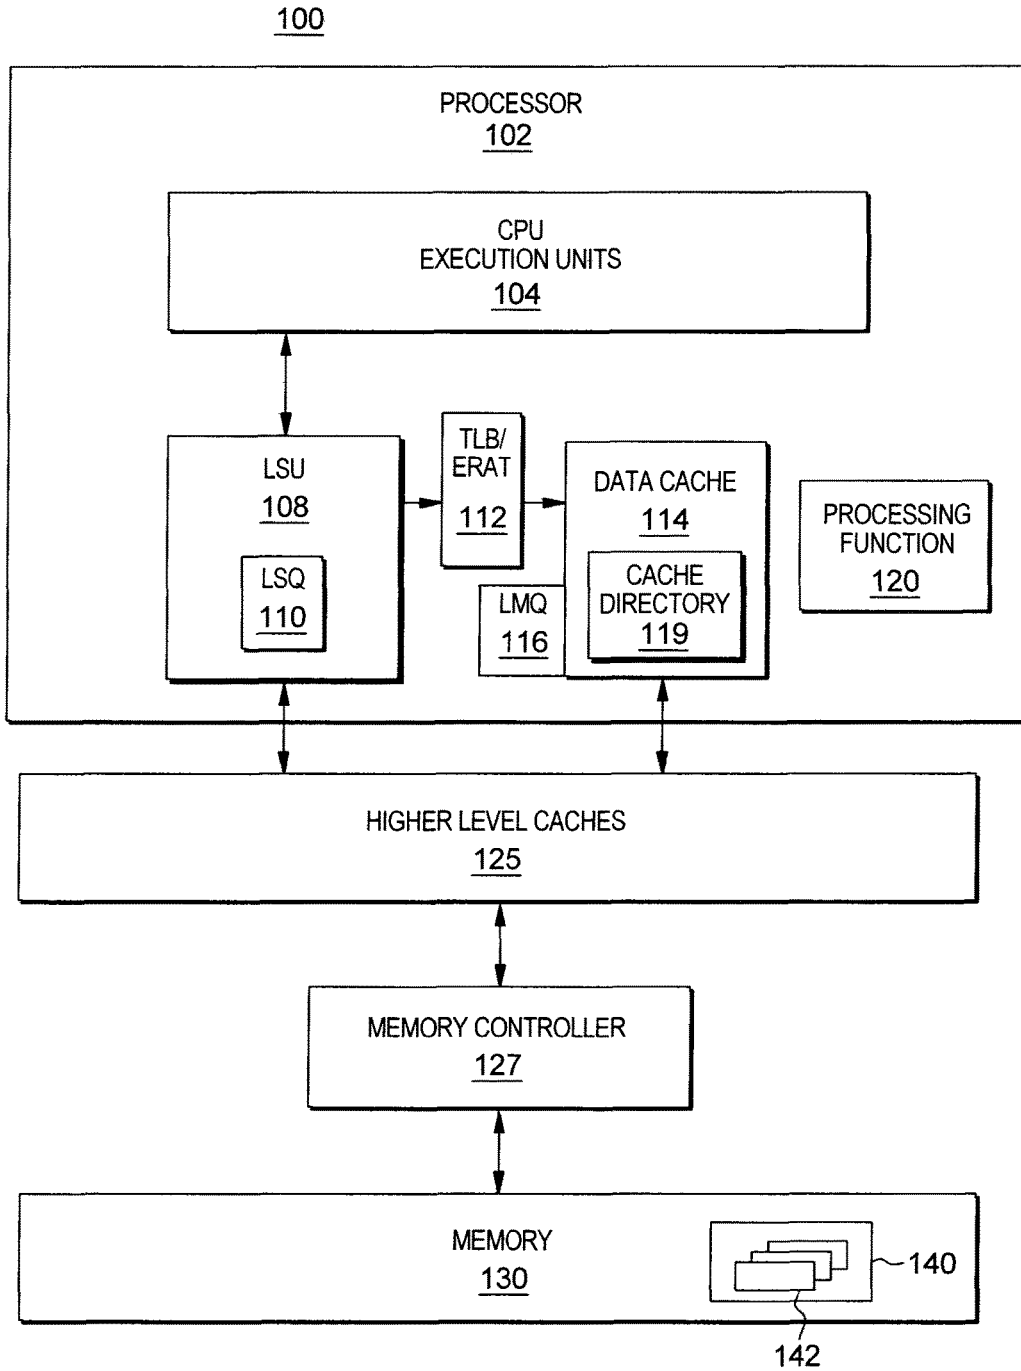 100
PROCESSOR
102
CPU
EXECUTION UNITS
104
LSU
108
LSQ
110
TLB/
ERAT
112
DATA CACHE
114
LMQ
116
CACHE
DIRECTORY
119
PROCESSING
FUNCTION
120
HIGHER LEVEL CACHES
125
MEMORY CONTROLLER
127
MEMORY
130
140
142